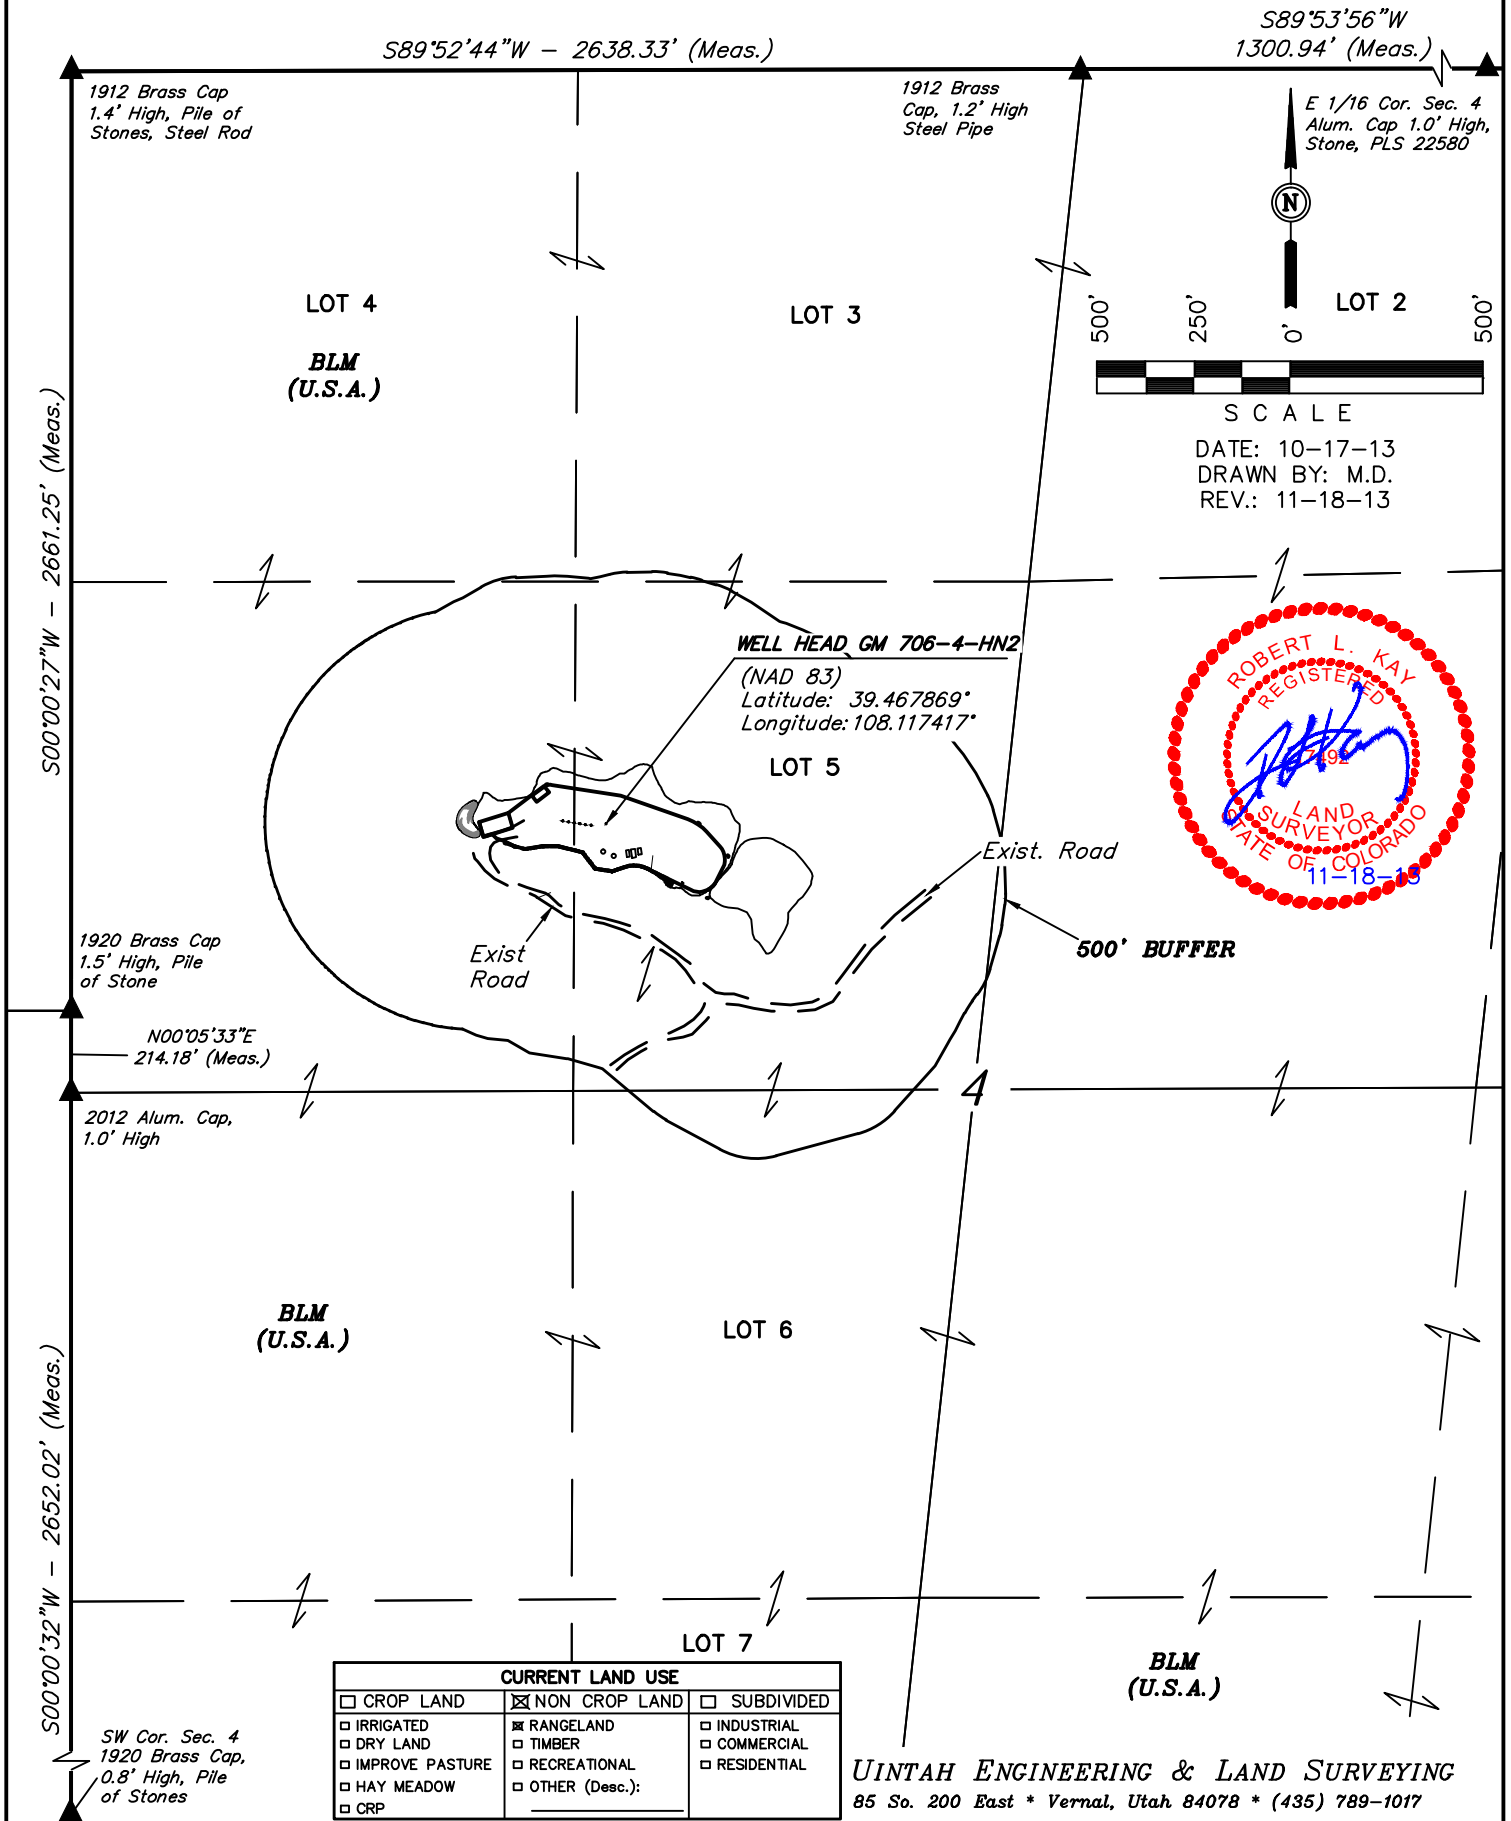 S89°52'44"W - 2638.33' (Meas.)
S89°53'56"W
1300.94' (Meas.)
1912 Brass Cap
1.4' High, Pile of
Stones, Steel Rod
1912 Brass
Cap, 1.2' High
Steel Pipe
E 1/16 Cor. Sec. 4
Alum. Cap 1.0' High,
Stone, PLS 22580
N
LOT 4
BLM
(U.S.A.)
LOT 3
LOT 2
500'
250'
0'
500'
SCALE
DATE: 10-17-13
DRAWN BY: M.D.
REV.: 11-18-13
S00°00'27"W - 2661.25' (Meas.)
WELL HEAD GM 706-4-HN2
(NAD 83)
Latitude: 39.467869°
Longitude: 108.117417°
LOT 5
ROBERT L. KAY
REGISTERED
7492
LAND
SURVEYOR
STATE OF COLORADO
11-18-13
Exist. Road
Exist
Road
500' BUFFER
1920 Brass Cap
1.5' High, Pile
of Stone
N00°05'33"E
214.18' (Meas.)
4
2012 Alum. Cap,
1.0' High
BLM
(U.S.A.)
LOT 6
S00°00'32"W - 2652.02' (Meas.)
LOT 7
BLM
(U.S.A.)
CURRENT LAND USE
CROP LAND
NON CROP LAND
SUBDIVIDED
IRRIGATED
DRY LAND
IMPROVE PASTURE
HAY MEADOW
CRP
RANGELAND
TIMBER
RECREATIONAL
OTHER (Desc.):
INDUSTRIAL
COMMERCIAL
RESIDENTIAL
SW Cor. Sec. 4
1920 Brass Cap,
0.8' High, Pile
of Stones
UINTAH ENGINEERING & LAND SURVEYING
85 So. 200 East * Vernal, Utah 84078 * (435) 789-1017